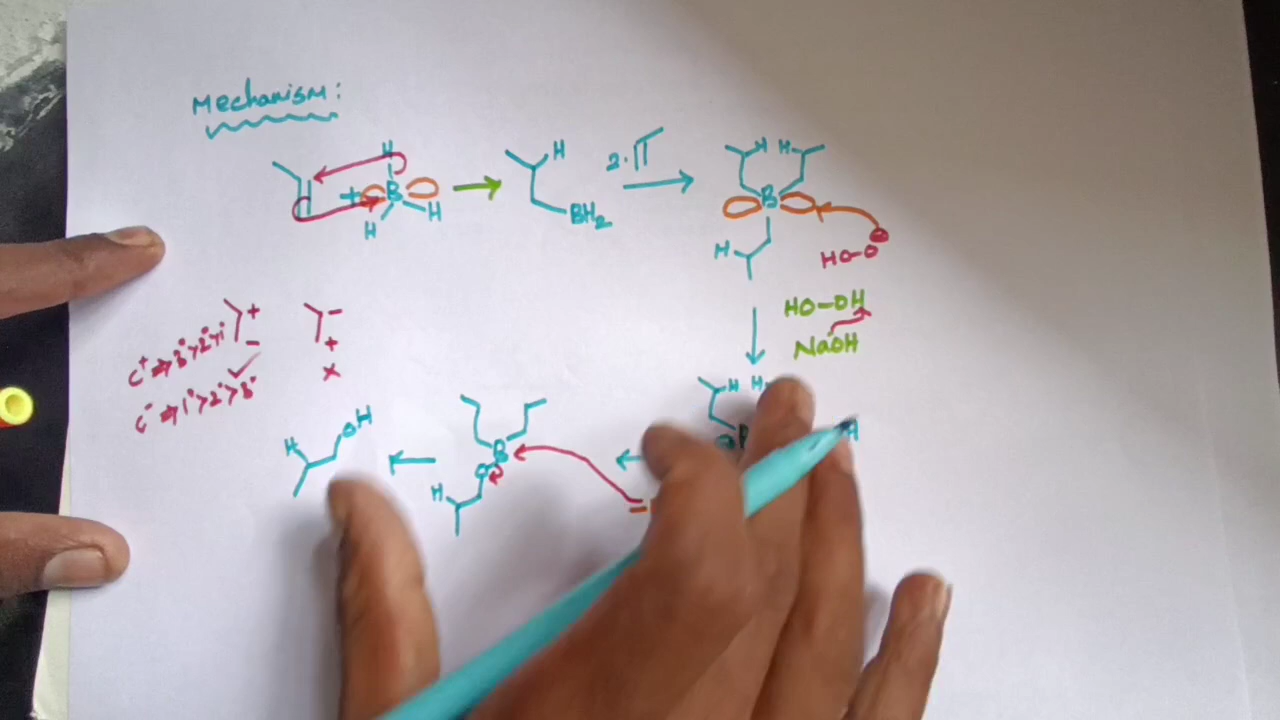 Mechanism:
H
+ B
H H
H
BH₂
2.
H H
B
H
HO-O
HO-OH
NaOH
+ -
- +
C⁺ ⇒ 3°>2°>1°
C⁻ ⇒ 1°>2°>3°
H H
H
OH
B
O
H